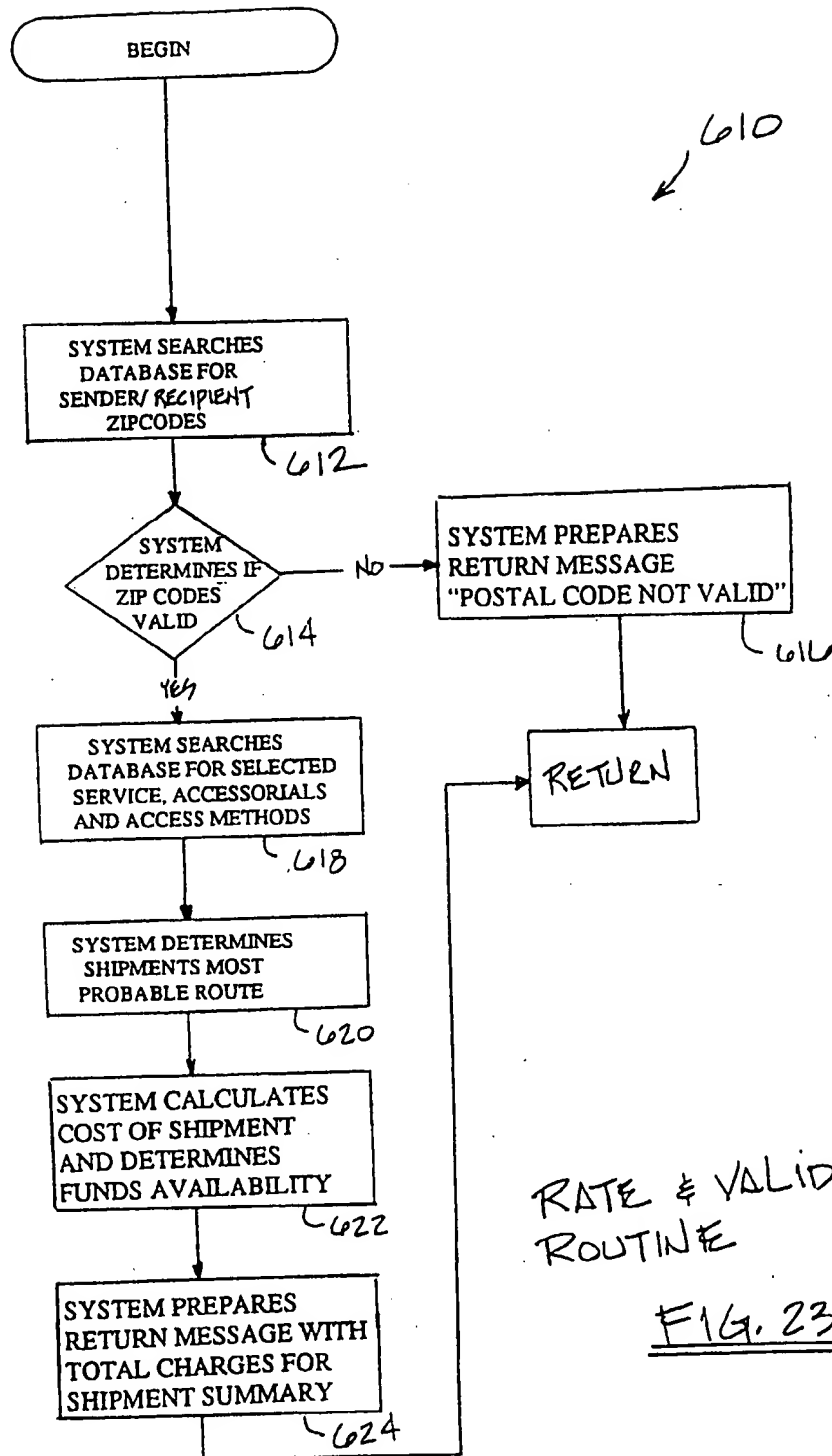 BEGIN
610
SYSTEM SEARCHES
DATABASE FOR
SENDER/ RECIPIENT
ZIPCODES
612
SYSTEM
DETERMINES IF
ZIP CODES
VALID
614
NO
SYSTEM PREPARES
RETURN MESSAGE
"POSTAL CODE NOT VALID"
616
YES
SYSTEM SEARCHES
DATABASE FOR SELECTED
SERVICE, ACCESSORIALS
AND ACCESS METHODS
618
RETURN
SYSTEM DETERMINES
SHIPMENTS MOST
PROBABLE ROUTE
620
SYSTEM CALCULATES
COST OF SHIPMENT
AND DETERMINES
FUNDS AVAILABILITY
622
RATE & VALID
ROUTINE
FIG. 23
SYSTEM PREPARES
RETURN MESSAGE WITH
TOTAL CHARGES FOR
SHIPMENT SUMMARY
624